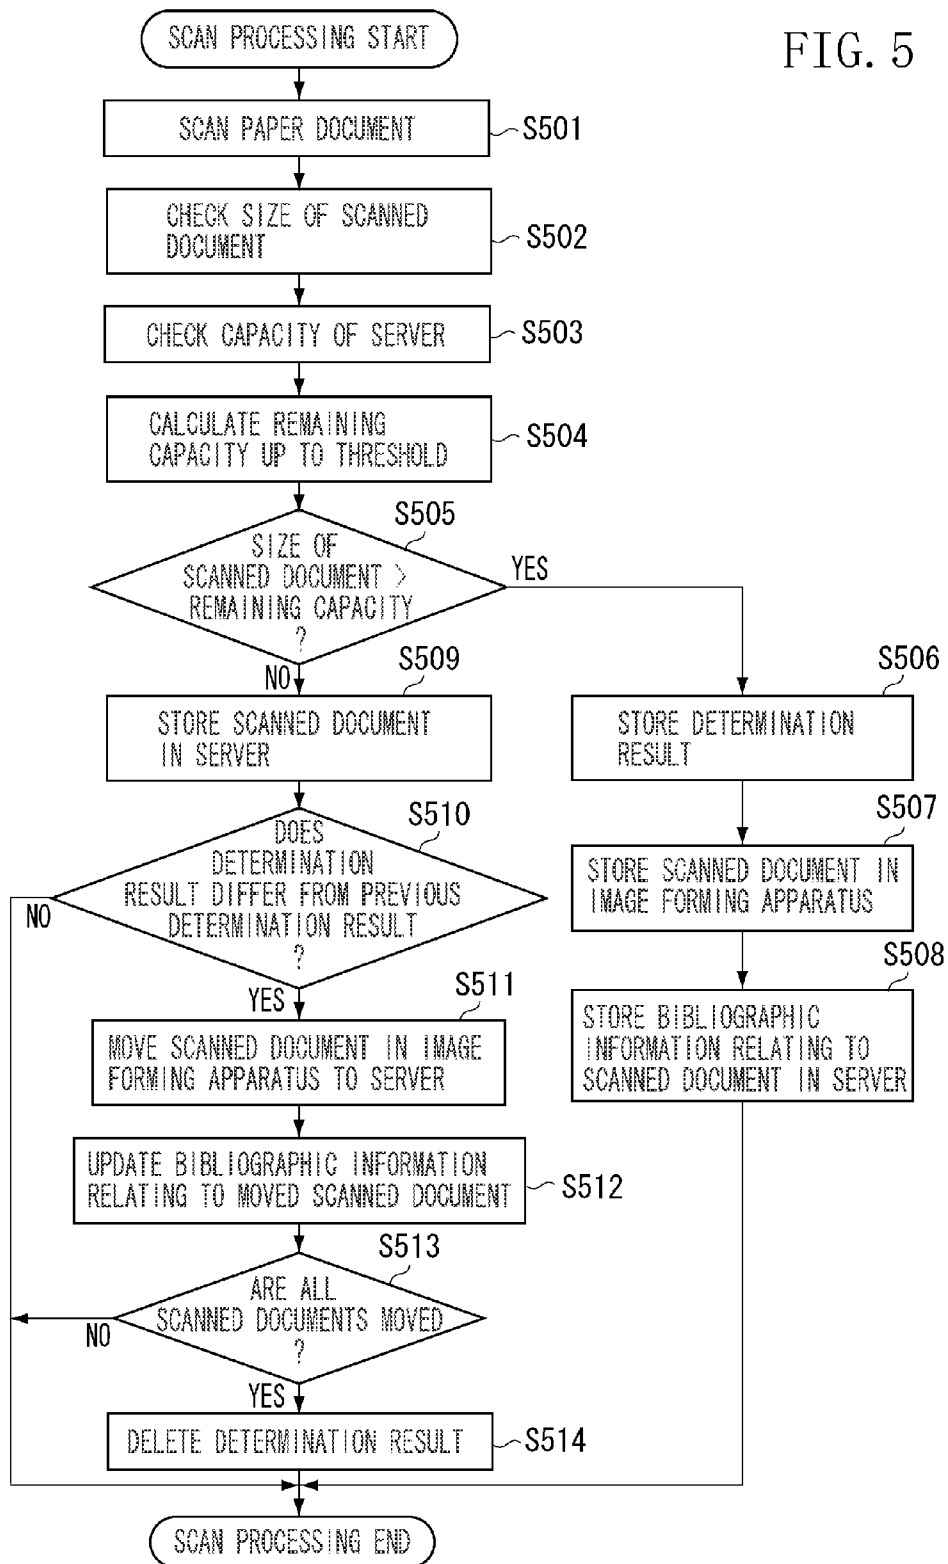 FIG. 5
SCAN PROCESSING START
SCAN PAPER DOCUMENT
S501
CHECK SIZE OF SCANNED
DOCUMENT
S502
CHECK CAPACITY OF SERVER
S503
CALCULATE REMAINING
CAPACITY UP TO THRESHOLD
S504
S505
SIZE OF
SCANNED DOCUMENT >
REMAINING CAPACITY
?
YES
NO
S509
STORE SCANNED DOCUMENT
IN SERVER
S506
STORE DETERMINATION
RESULT
S510
DOES
DETERMINATION
RESULT DIFFER FROM PREVIOUS
DETERMINATION RESULT
?
NO
YES
S507
STORE SCANNED DOCUMENT IN
IMAGE FORMING APPARATUS
S508
STORE BIBLIOGRAPHIC
INFORMATION RELATING TO
SCANNED DOCUMENT IN SERVER
S511
MOVE SCANNED DOCUMENT IN IMAGE
FORMING APPARATUS TO SERVER
UPDATE BIBLIOGRAPHIC INFORMATION
RELATING TO MOVED SCANNED DOCUMENT
S512
S513
ARE ALL
SCANNED DOCUMENTS MOVED
?
NO
YES
DELETE DETERMINATION RESULT
S514
SCAN PROCESSING END